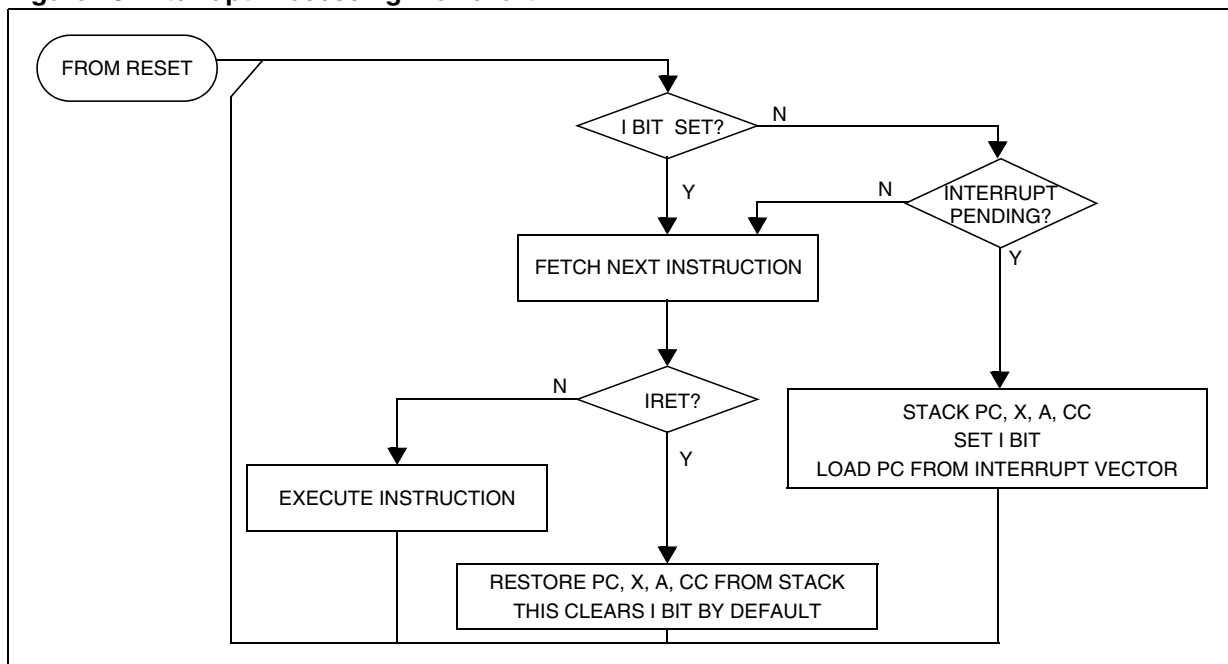 FROM RESET
I BIT SET?
N
Y
N
INTERRUPT
PENDING?
Y
FETCH NEXT INSTRUCTION
N
IRET?
Y
STACK PC, X, A, CC
SET I BIT
LOAD PC FROM INTERRUPT VECTOR
EXECUTE INSTRUCTION
RESTORE PC, X, A, CC FROM STACK
THIS CLEARS I BIT BY DEFAULT